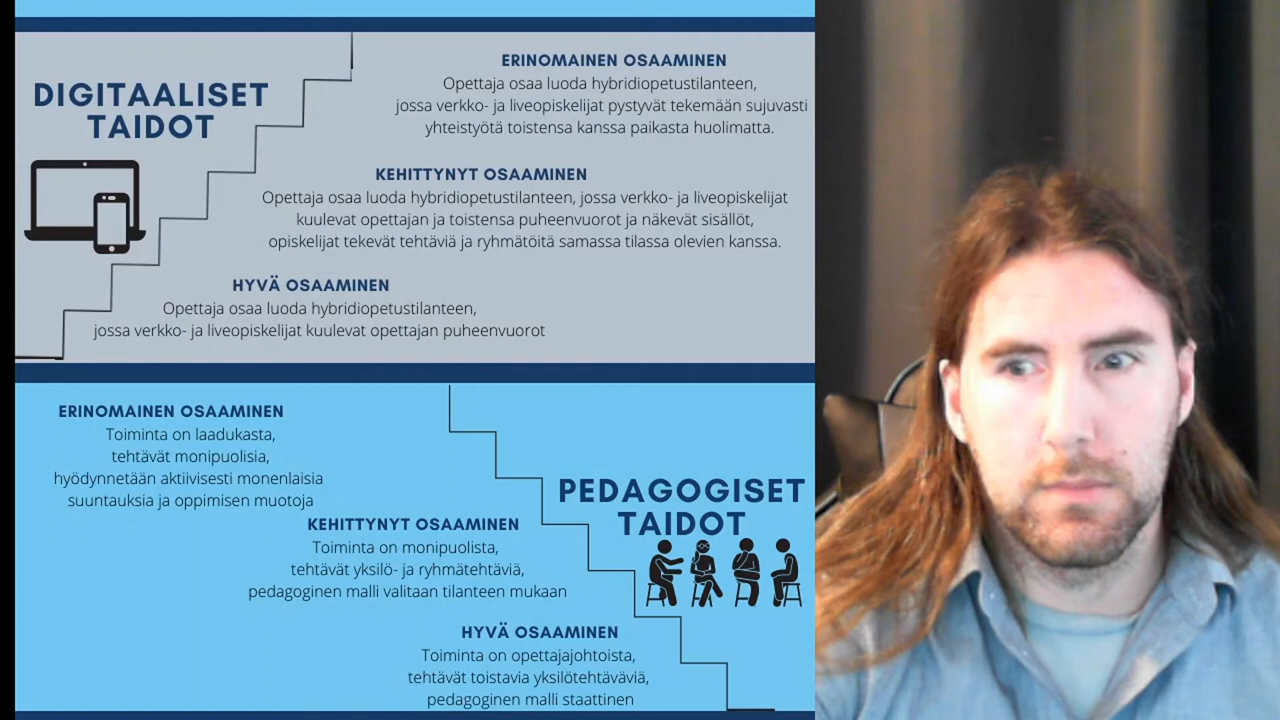 DIGITAALISET
TAIDOT
ERINOMAINEN OSAAMINEN
Opettaja osaa luoda hybridiopetustilanteen,
jossa verkko- ja liveopiskelijat pystyvät tekemään sujuvasti
yhteistyötä toistensa kanssa paikasta huolimatta.
KEHITTYNYT OSAAMINEN
Opettaja osaa luoda hybridiopetustilanteen, jossa verkko- ja liveopiskelijat
kuulevat opettajan ja toistensa puheenvuorot ja näkevät sisällöt,
opiskelijat tekevät tehtäviä ja ryhmätöitä samassa tilassa olevien kanssa.
HYVÄ OSAAMINEN
Opettaja osaa luoda hybridiopetustilanteen,
jossa verkko- ja liveopiskelijat kuulevat opettajan puheenvuorot
ERINOMAINEN OSAAMINEN
Toiminta on laadukasta,
tehtävät monipuolisia,
hyödynnetään aktiivisesti monenlaisia
suuntauksia ja oppimisen muotoja
PEDAGOGISET
TAIDOT
KEHITTYNYT OSAAMINEN
Toiminta on monipuolista,
tehtävät yksilö- ja ryhmätehtäviä,
pedagoginen malli valitaan tilanteen mukaan
HYVÄ OSAAMINEN
Toiminta on opettajajohtoista,
tehtävät toistavia yksilötehtäväviä,
pedagoginen malli staattinen